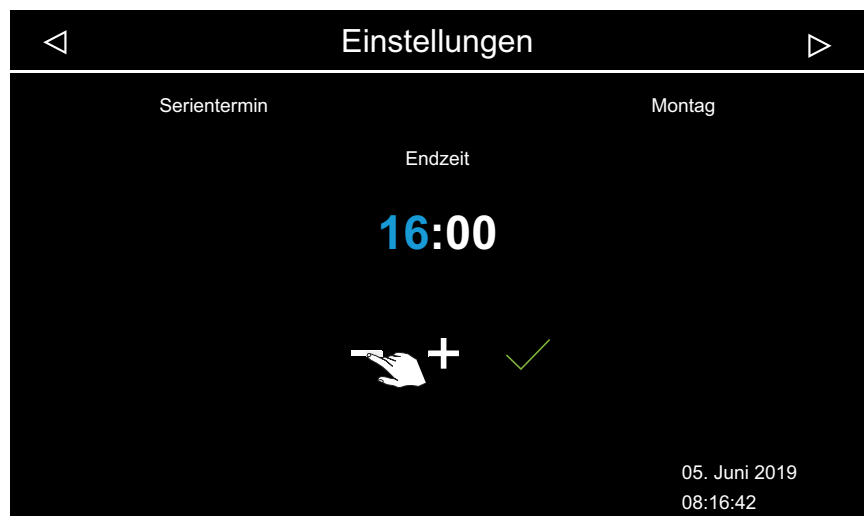 Einstellungen
Serientermin Montag
Endzeit
16:00
05. Juni 2019
08:16:42